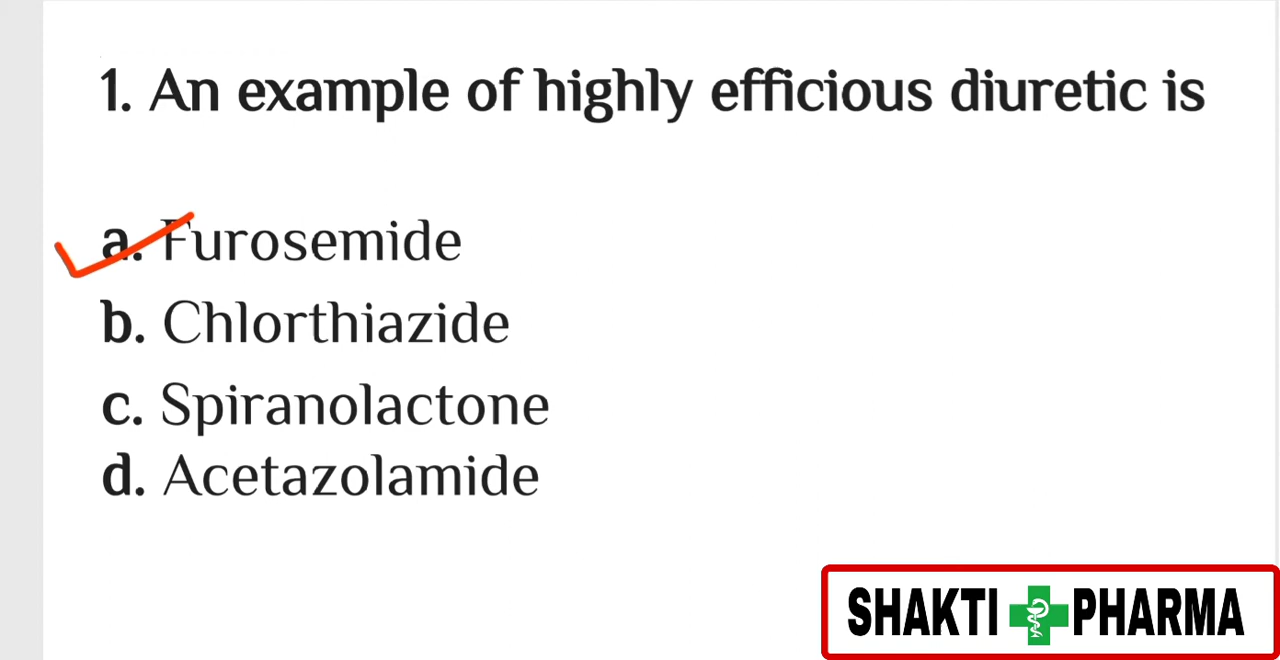 1. An example of highly efficious diuretic is
a. Furosemide
b. Chlorthiazide
c. Spiranolactone
d. Acetazolamide
SHAKTI PHARMA